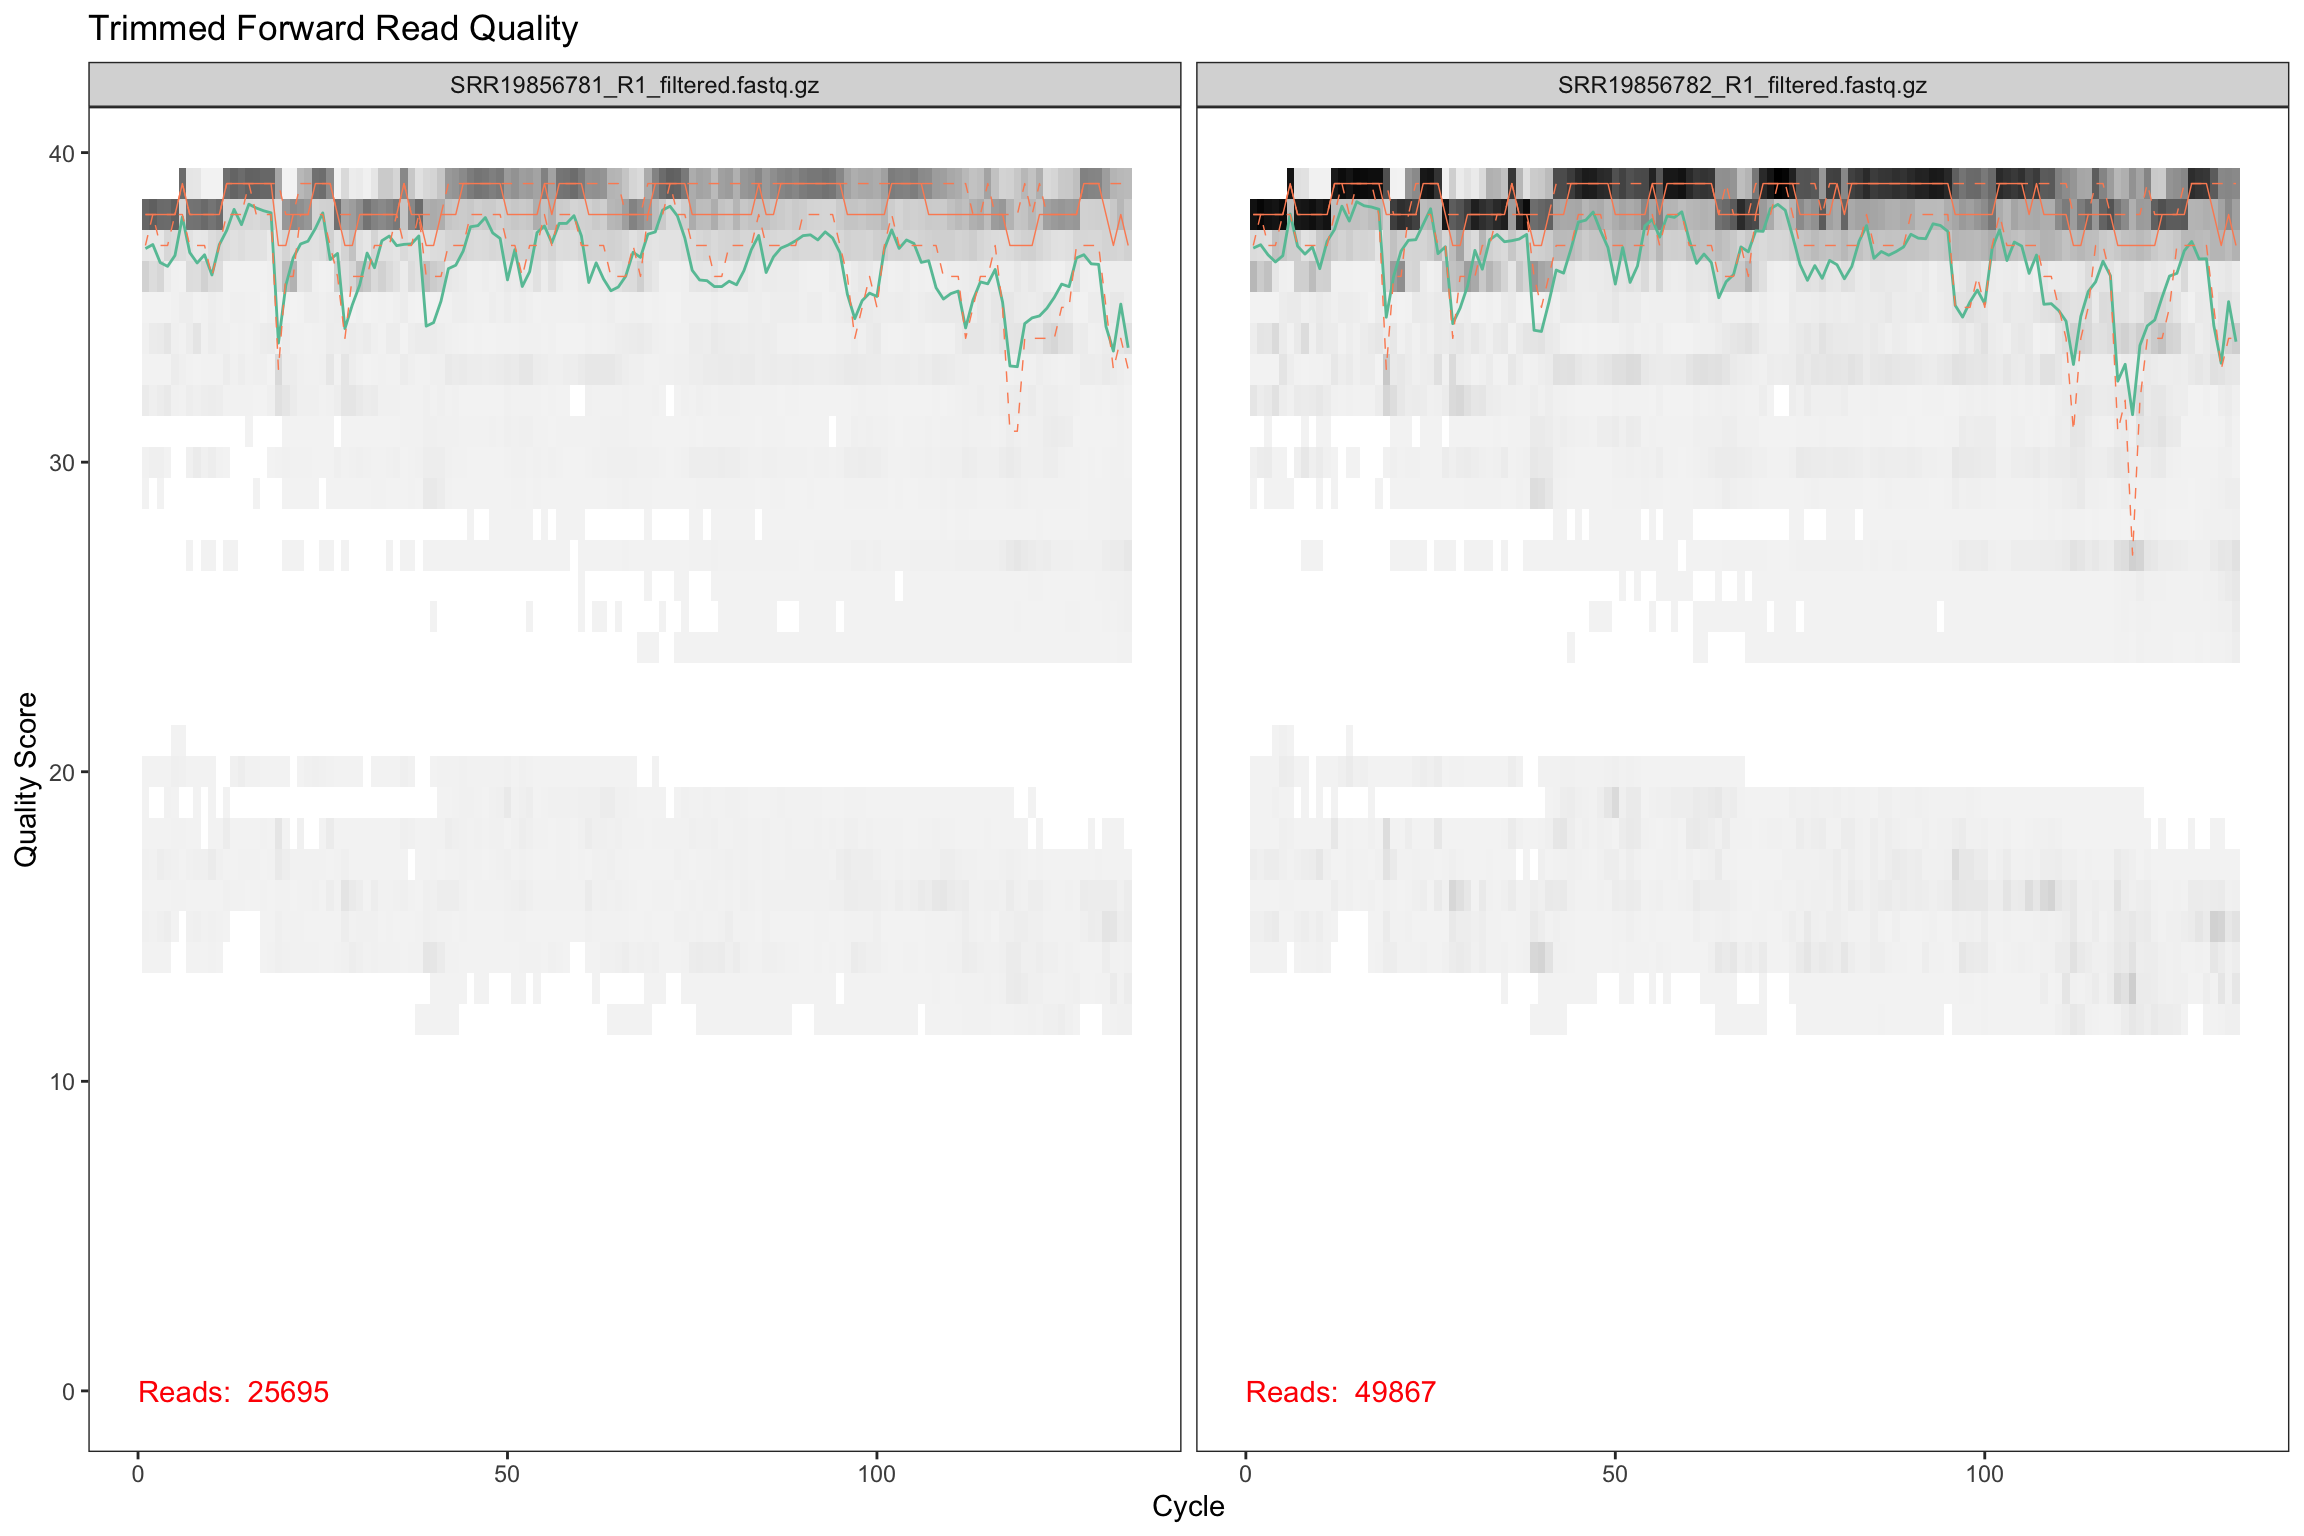 Trimmed Forward Read Quality
SRR19856781_R1_filtered.fastq.gz
SRR19856782_R1_filtered.fastq.gz
40
30
20
10
0
Quality Score
Reads: 25695
Reads: 49867
0
50
100
0
50
100
Cycle